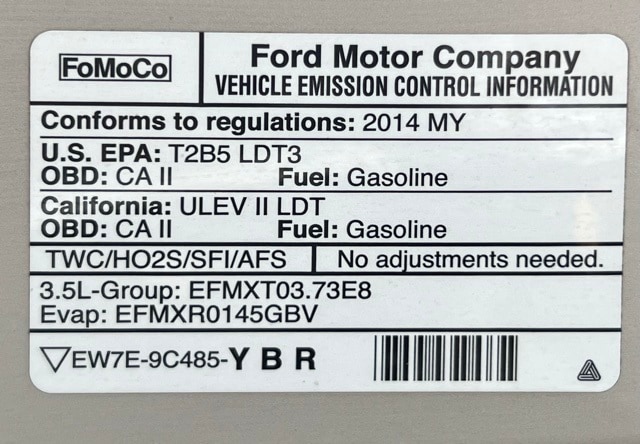 FoMoCo
Ford Motor Company
VEHICLE EMISSION CONTROL INFORMATION
Conforms to regulations: 2014 MY
U.S. EPA: T2B5 LDT3
OBD: CA II Fuel: Gasoline
California: ULEV II LDT
OBD: CA II Fuel: Gasoline
TWC/HO2S/SFI/AFS No adjustments needed.
3.5L-Group: EFMXT03.73E8
Evap: EFMXR0145GBV
EW7E-9C485-Y B R